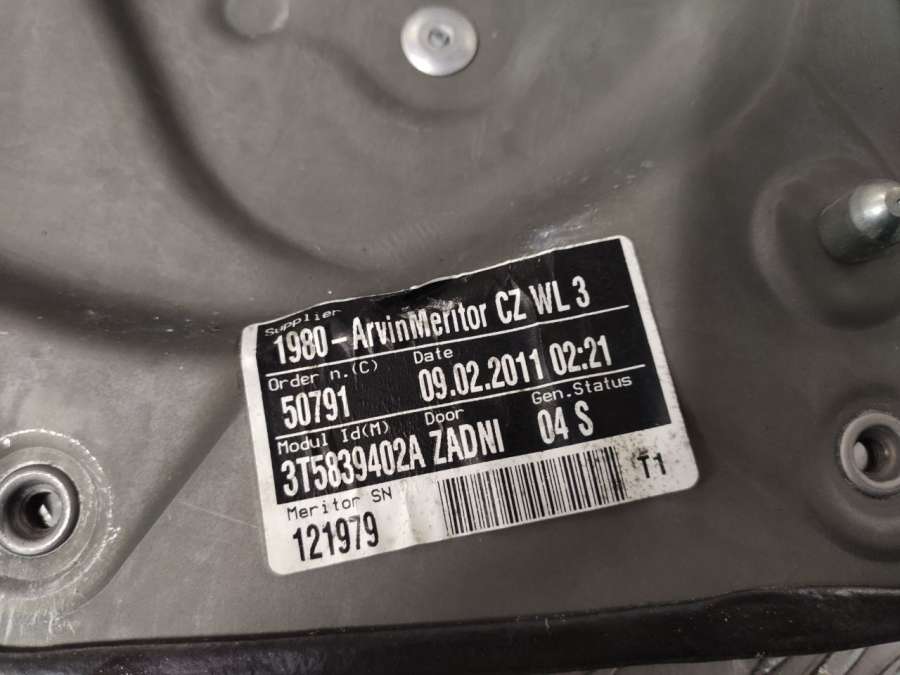 Supplier
1980-ArvinMeritor CZ WL 3
Order n.(C) Date
50791 09.02.2011 02:21
Modul Id(M) Door Gen.Status
3T5839402A ZADNI 04 S
Meritor SN
121979 T1